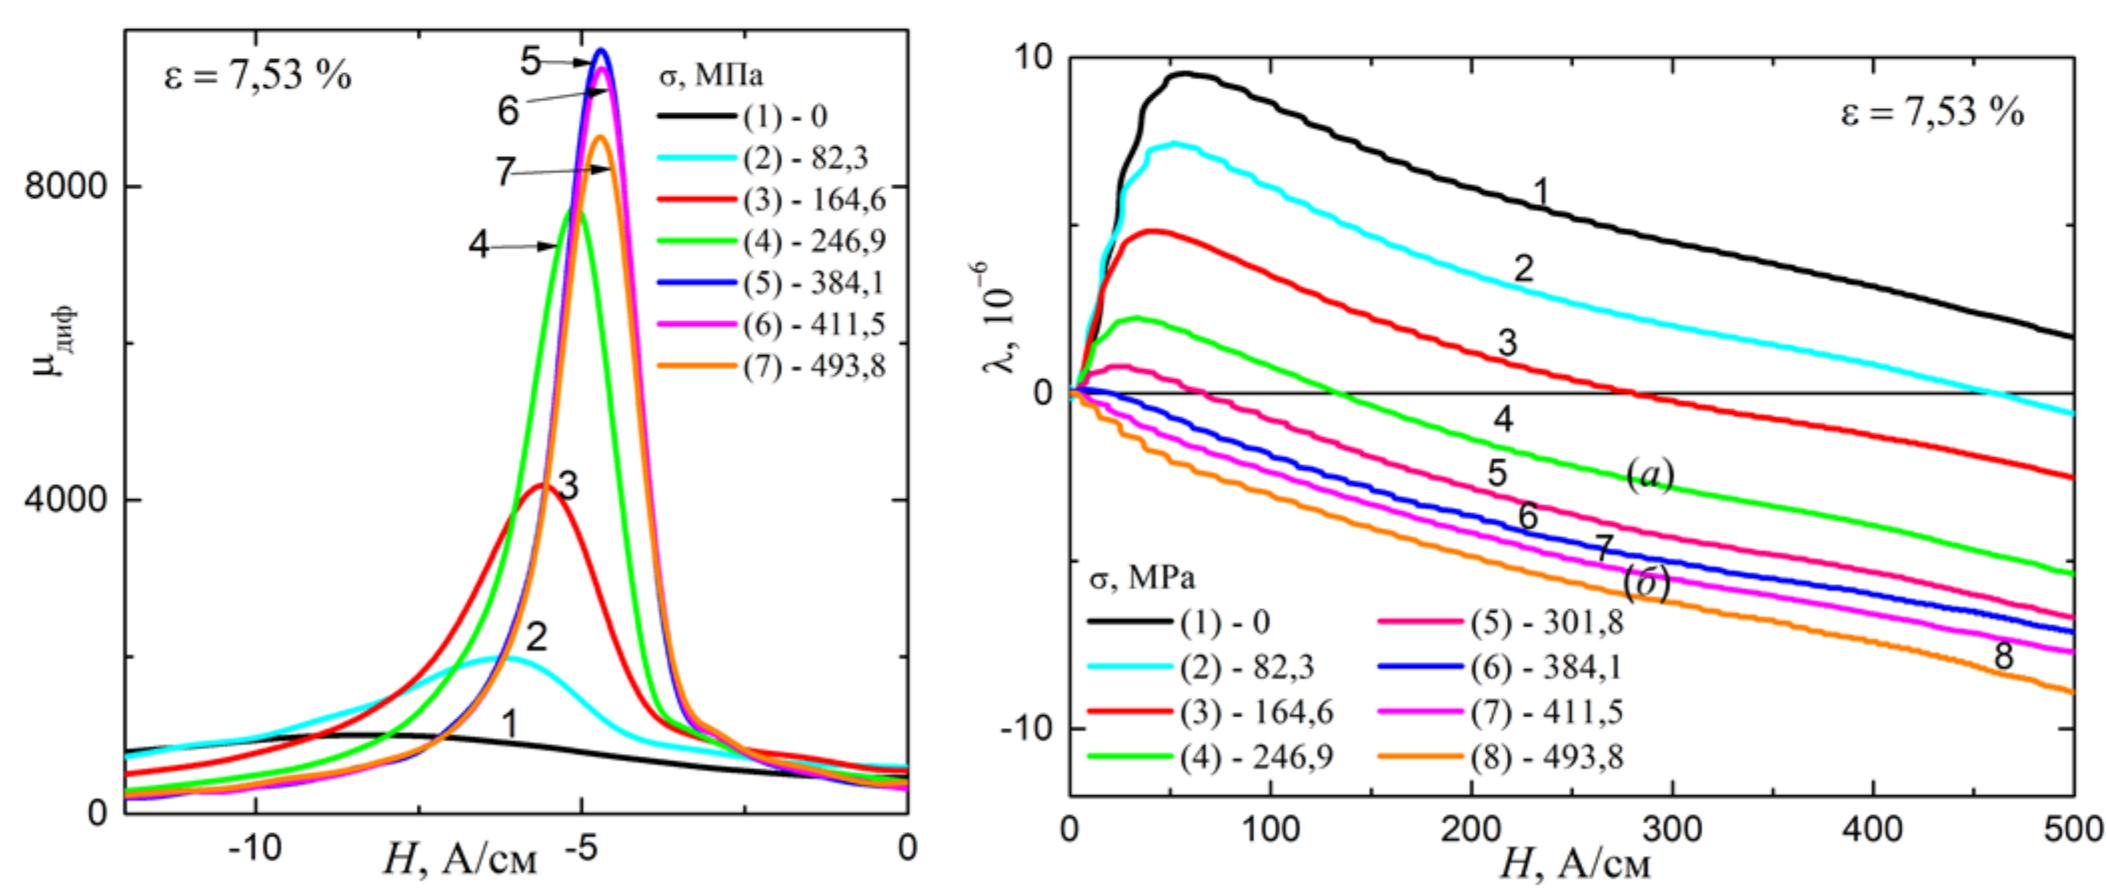 ε = 7,53 %
σ, МПа
(1) - 0
(2) - 82,3
(3) - 164,6
(4) - 246,9
(5) - 384,1
(6) - 411,5
(7) - 493,8
5
6
7
4
3
2
1
8000
4000
0
μдиф
-10
-5
0
H, А/см
10
0
-10
λ, 10⁻⁶
ε = 7,53 %
1
2
3
4
5
6
7
8
(а)
(б)
σ, MPa
(1) - 0
(2) - 82,3
(3) - 164,6
(4) - 246,9
(5) - 301,8
(6) - 384,1
(7) - 411,5
(8) - 493,8
0
100
200
300
400
500
H, А/см